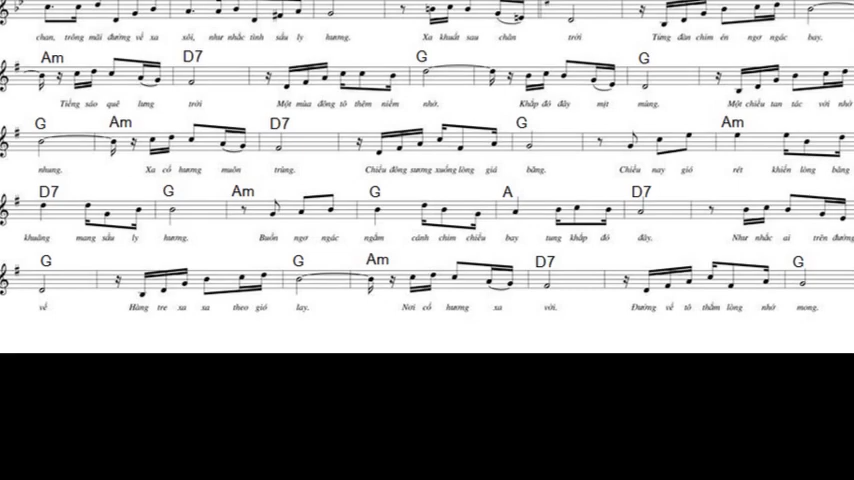 chan, trông mãi đường về xa xôi, như nhắc tình sầu ly hương. Xa khuất sau chân trời Từng đàn chim én ngơ ngác bay,
Am D7 G G
Tiếng sáo quê lưng trời Một mùa đông tô thêm niềm nhớ. Khắp đó đây mịt mùng. Một chiều tan tác với nhớ
G Am D7 G Am
nhung. Xa cố hương muôn trùng. Chiều đông sương xuống lòng giá băng. Chiều nay gió rét khiến lòng bâng
D7 G Am G A D7
khuâng mang sầu ly hương. Buồn ngơ ngác ngắm cánh chim chiều bay tung khắp đó đây. Như nhắc ai trên đường
G G Am D7 G
về Hàng tre xa xa theo gió lay. Nơi cố hương xa vời. Đường về tô thắm lòng nhớ mong.